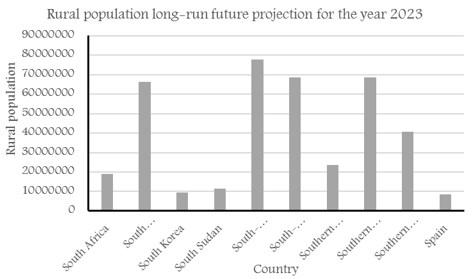 Rural population long-run future projection for the year 2023
Rural population
90000000
80000000
70000000
60000000
50000000
40000000
30000000
20000000
10000000
0
South Africa
South…
South Korea
South Sudan
South-…
South-…
Southern…
Southern…
Southern…
Spain
Country